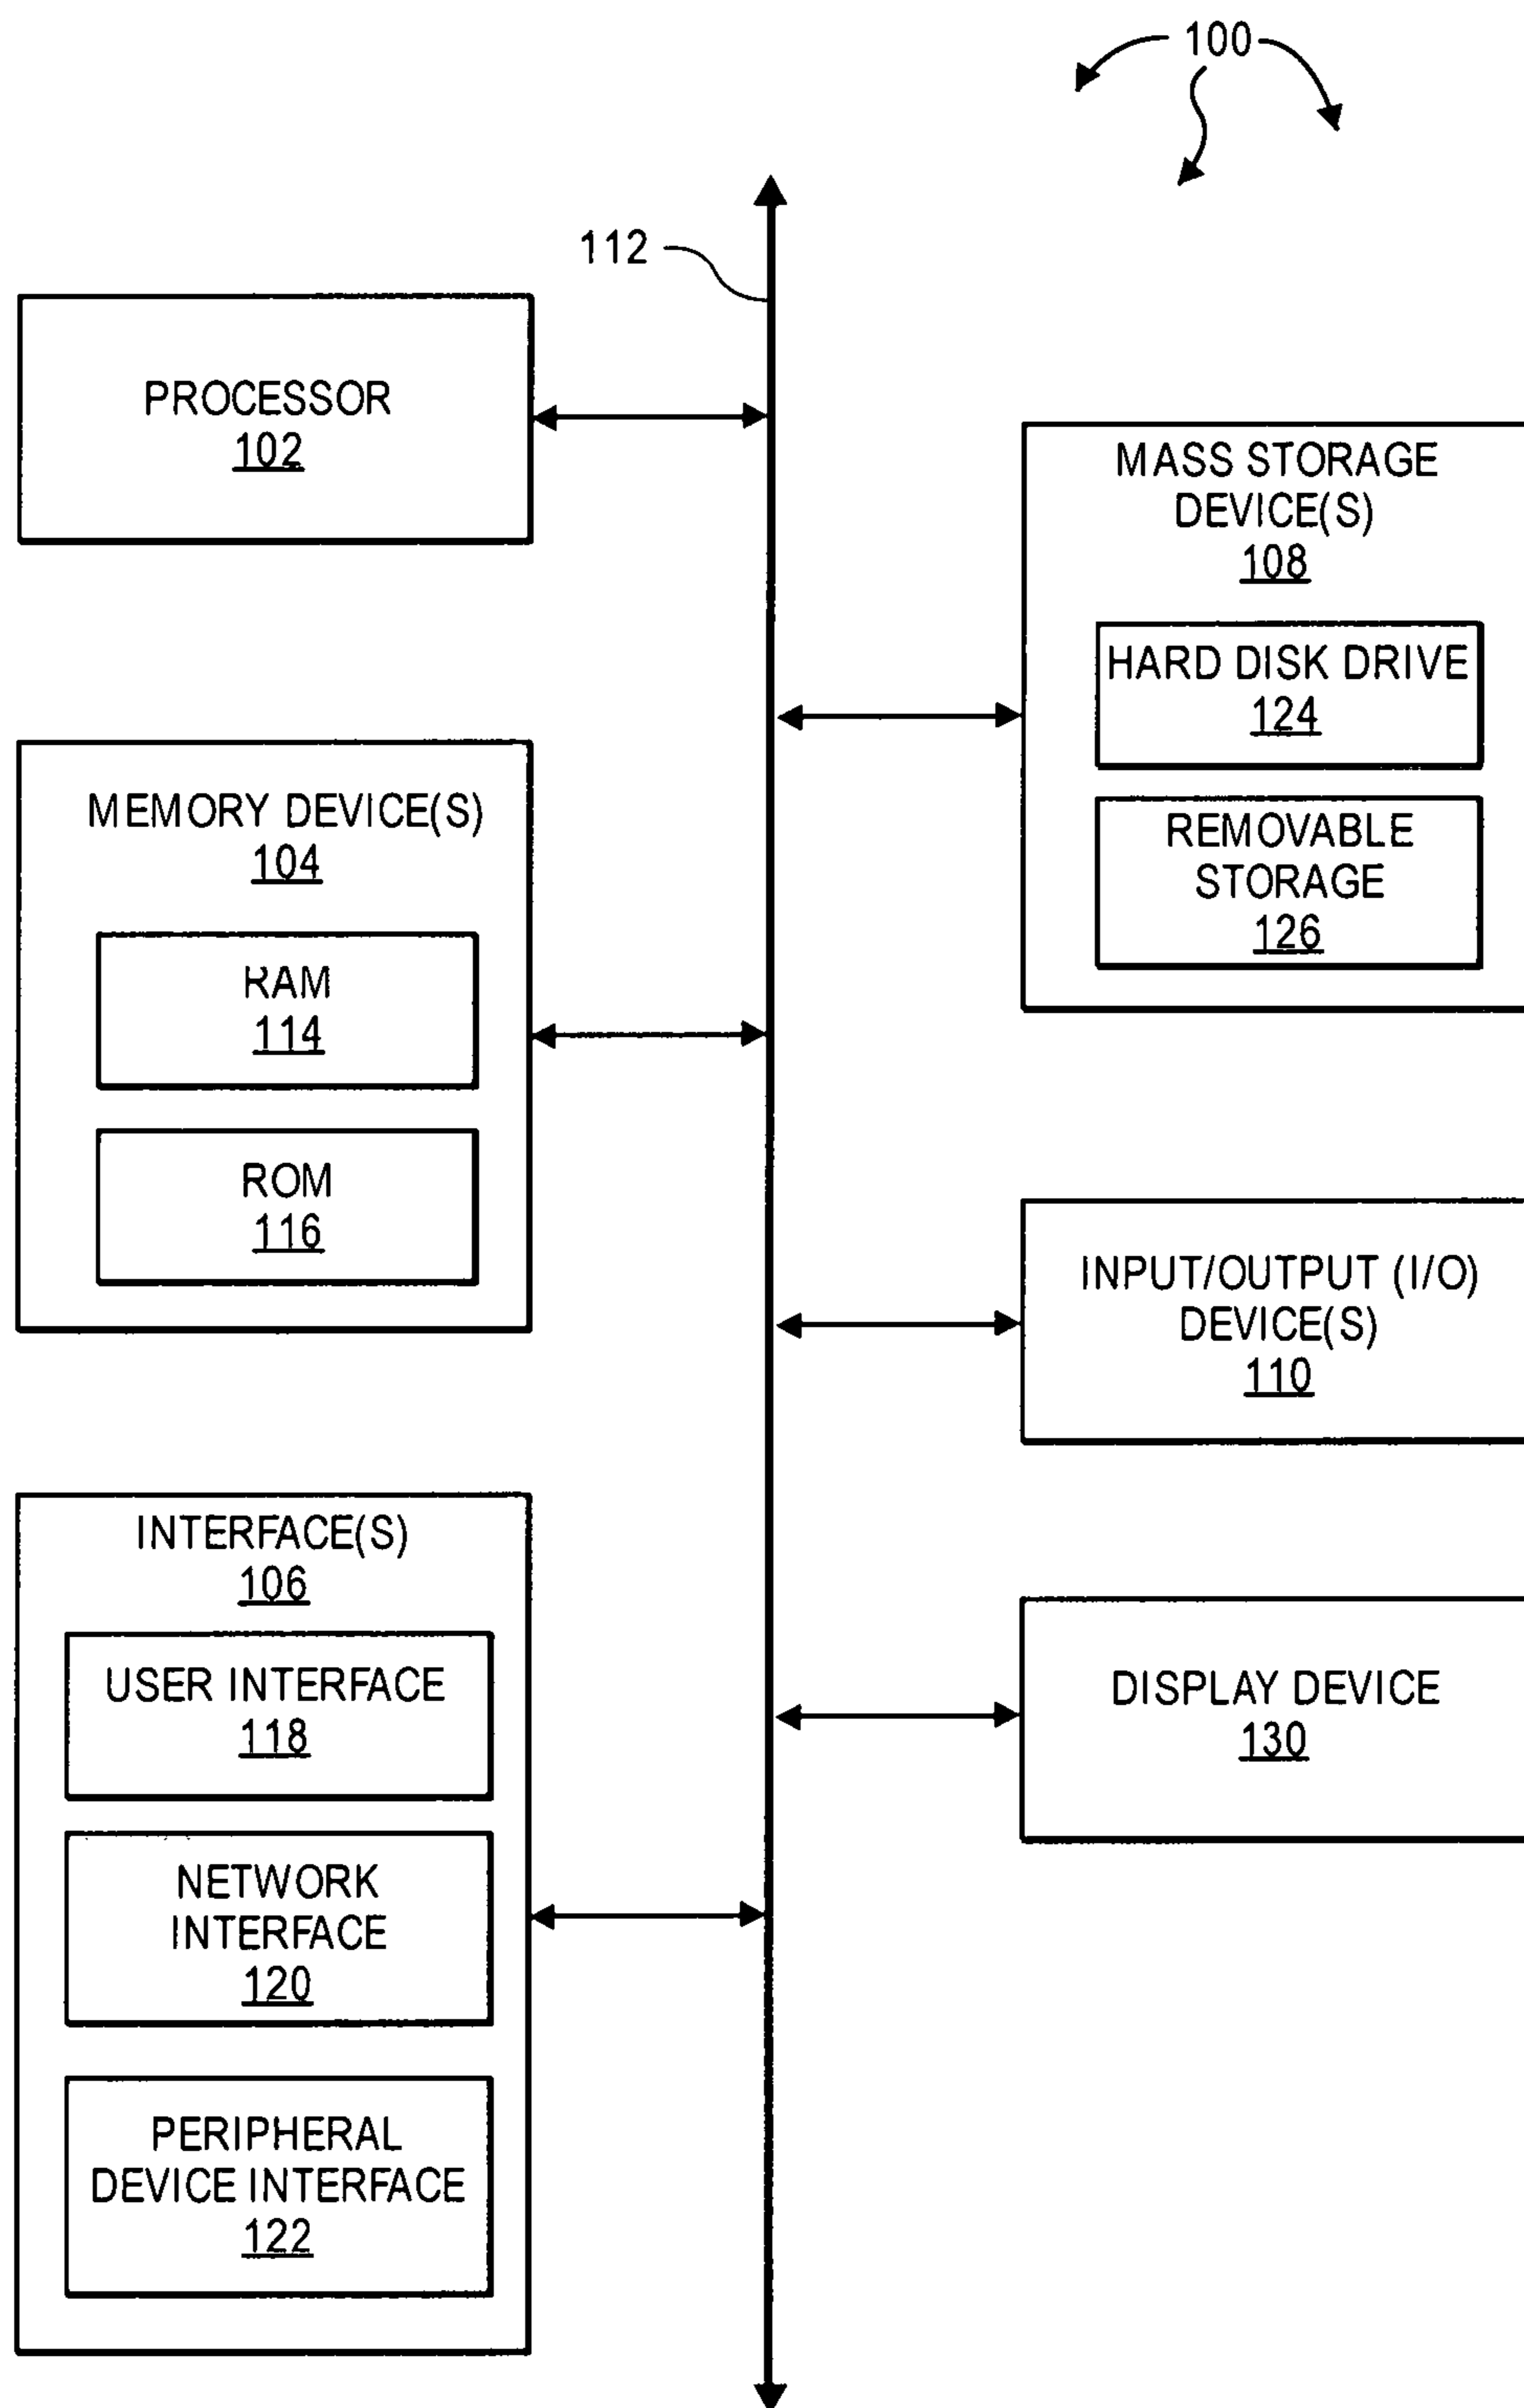 100
112
PROCESSOR
102
MEMORY DEVICE(S)
104
RAM
114
ROM
116
INTERFACE(S)
106
USER INTERFACE
118
NETWORK
INTERFACE
120
PERIPHERAL
DEVICE INTERFACE
122
MASS STORAGE
DEVICE(S)
108
HARD DISK DRIVE
124
REMOVABLE
STORAGE
126
INPUT/OUTPUT (I/O)
DEVICE(S)
110
DISPLAY DEVICE
130